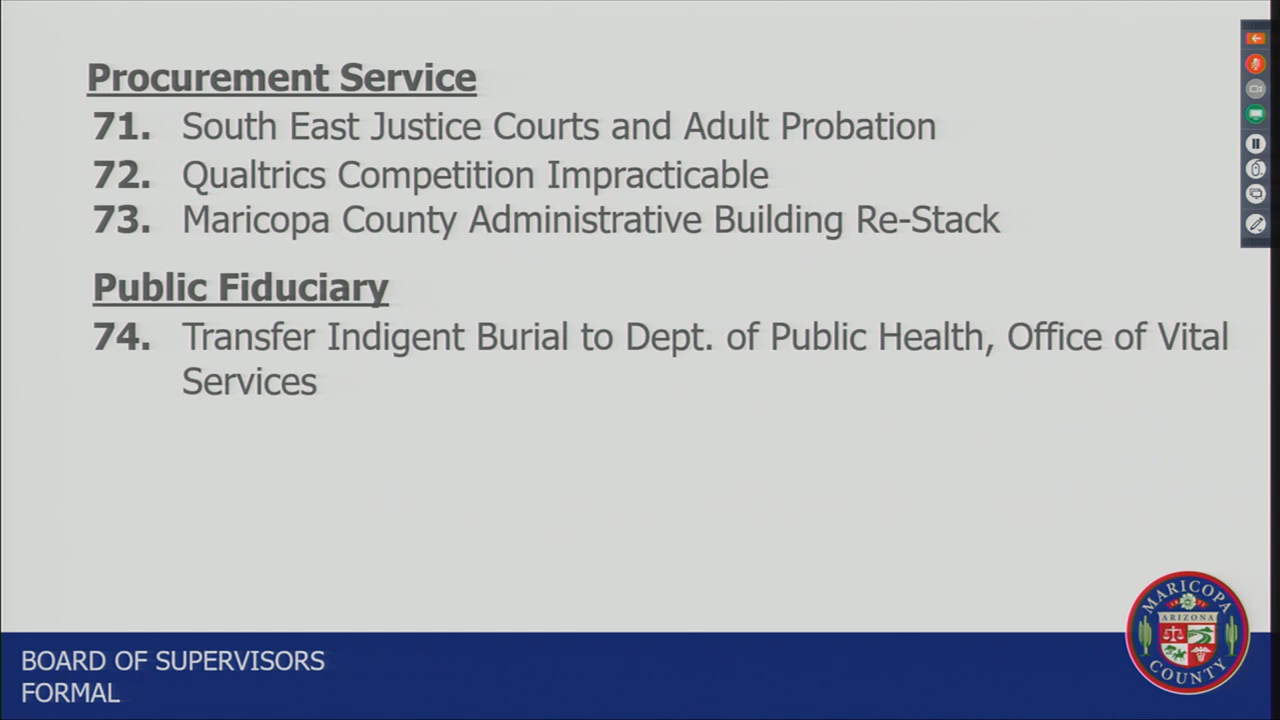 Procurement Service
71. South East Justice Courts and Adult Probation
72. Qualtrics Competition Impracticable
73. Maricopa County Administrative Building Re-Stack
Public Fiduciary
74. Transfer Indigent Burial to Dept. of Public Health, Office of Vital
Services
BOARD OF SUPERVISORS
FORMAL
MARICOPA
ARIZONA
COUNTY